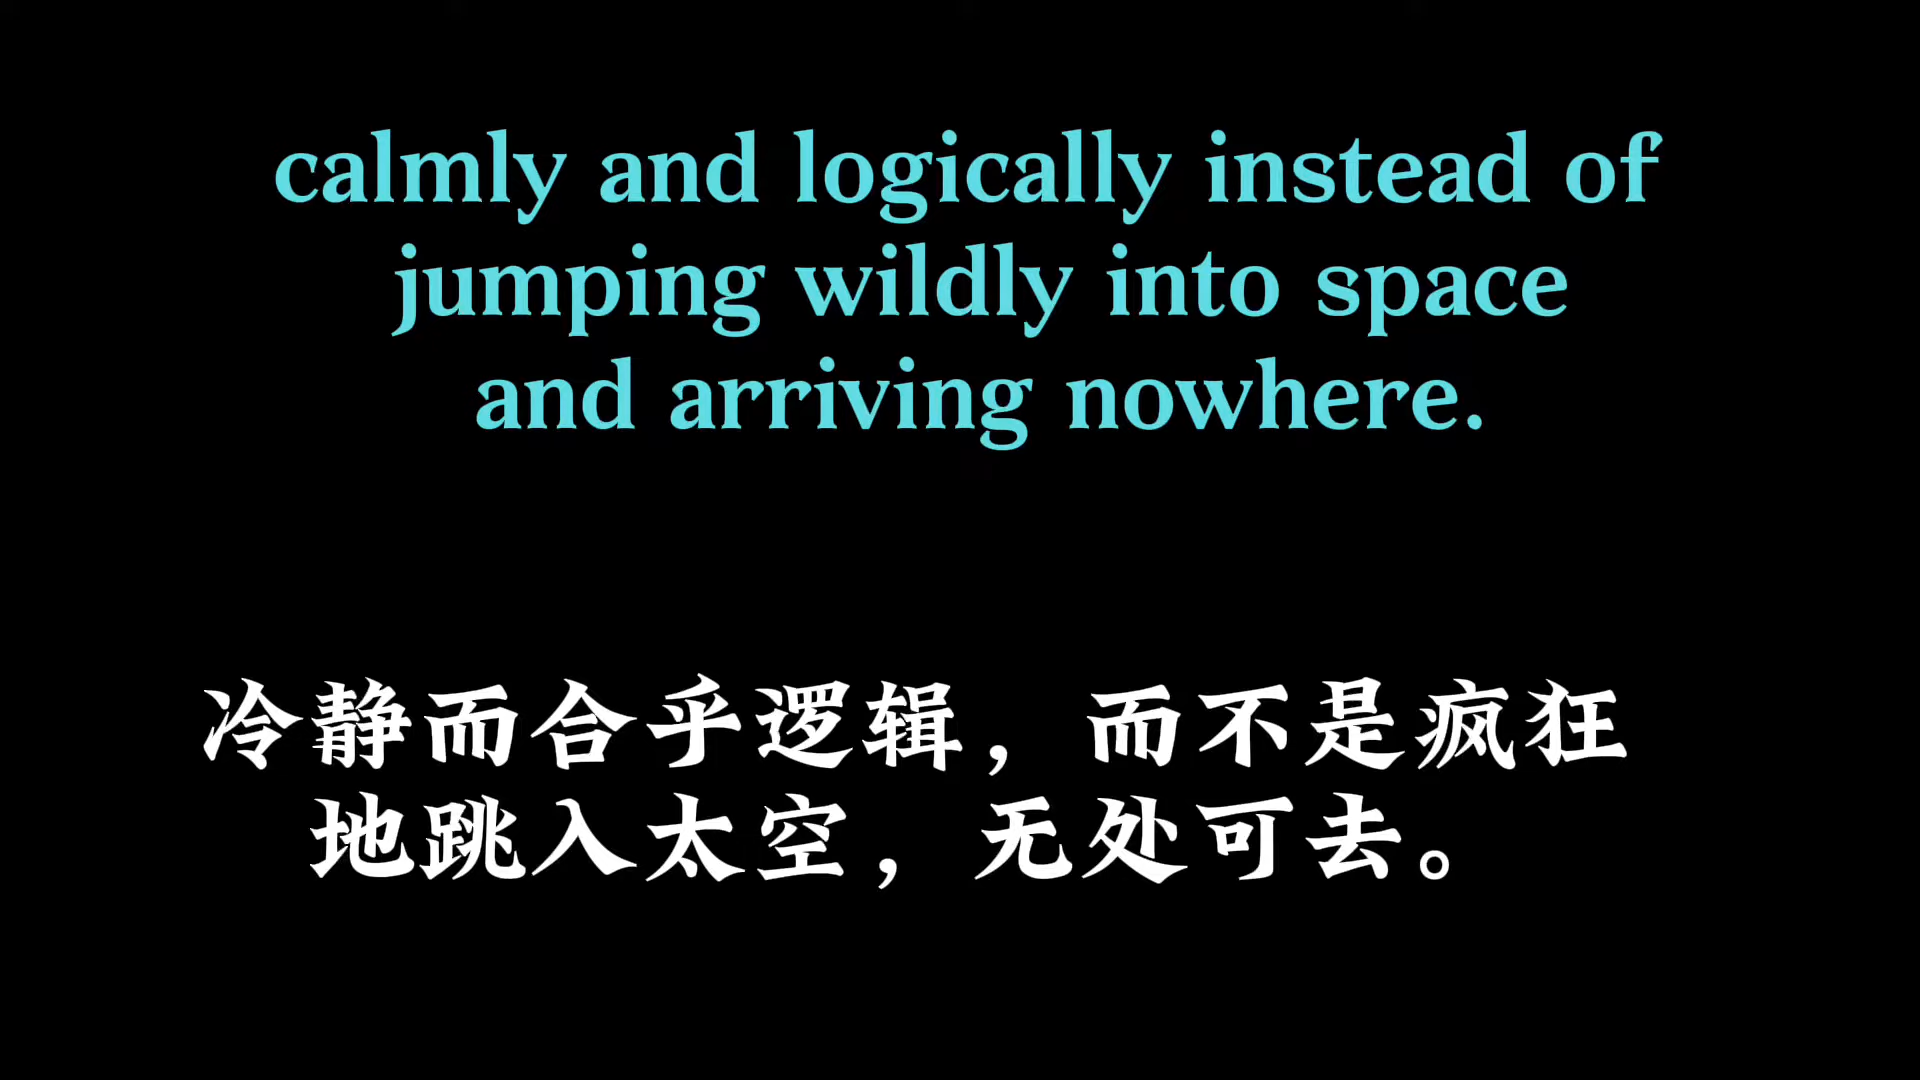 calmly and logically instead of
jumping wildly into space
and arriving nowhere.
冷静而合乎逻辑，而不是疯狂
地跳入太空，无处可去。